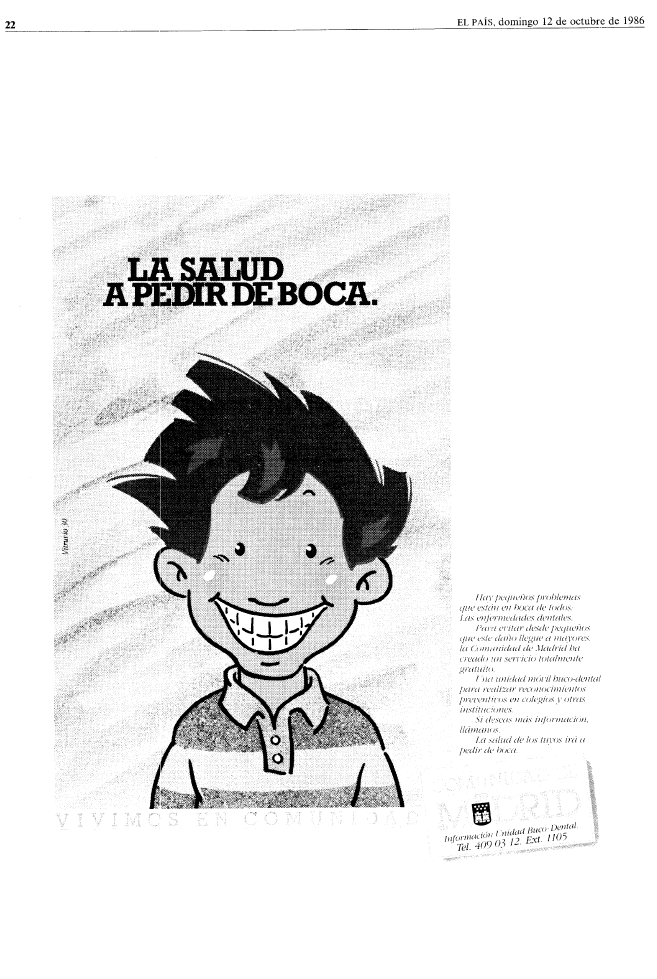 22
EL PAÍS, domingo 12 de octubre de 1986
LA SALUD
A PEDIR DE BOCA.
Vitruvio 30
Hay pequeños problemas
que están en boca de todos:
Las enfermedades dentales.
Para evitar desde pequeños
que este daño llegue a mayores,
la Comunidad de Madrid ha
creado un servicio totalmente
gratuito.
Una unidad móvil buco-dental
para realizar reconocimientos
preventivos en colegios y otras
instituciones.
Si deseas más información,
llámanos.
La salud de los tuyos irá a
pedir de boca.
VIVIMOS EN COMUNIDAD
COMUNIDAD DE
MADRID
Información Unidad Buco-Dental.
Tel. 409 03 12. Ext. 1105